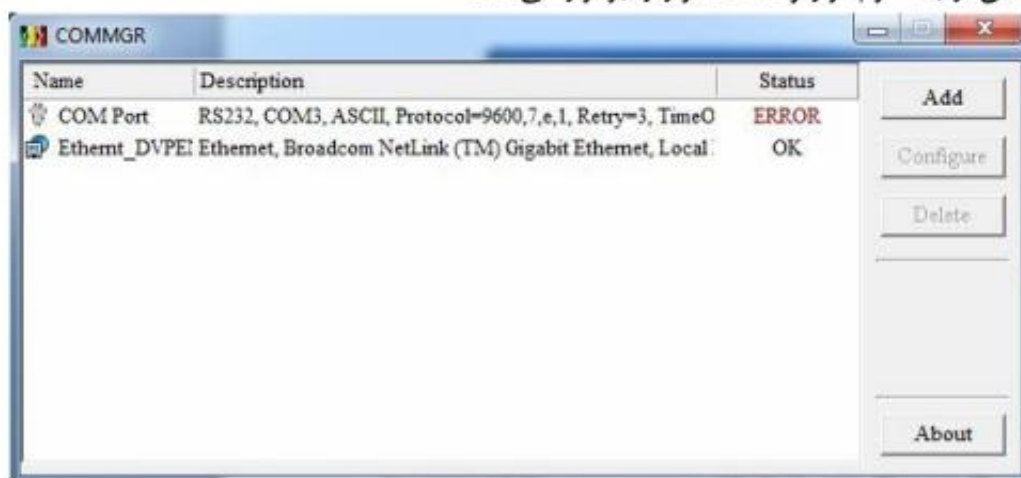 COMMGR
Name Description Status
COM Port RS232, COM3, ASCII, Protocol=9600,7,e,1, Retry=3, TimeO ERROR
Ethernt_DVPE Ethernet, Broadcom NetLink (TM) Gigabit Ethernet, Local OK
Add
Configure
Delete
About